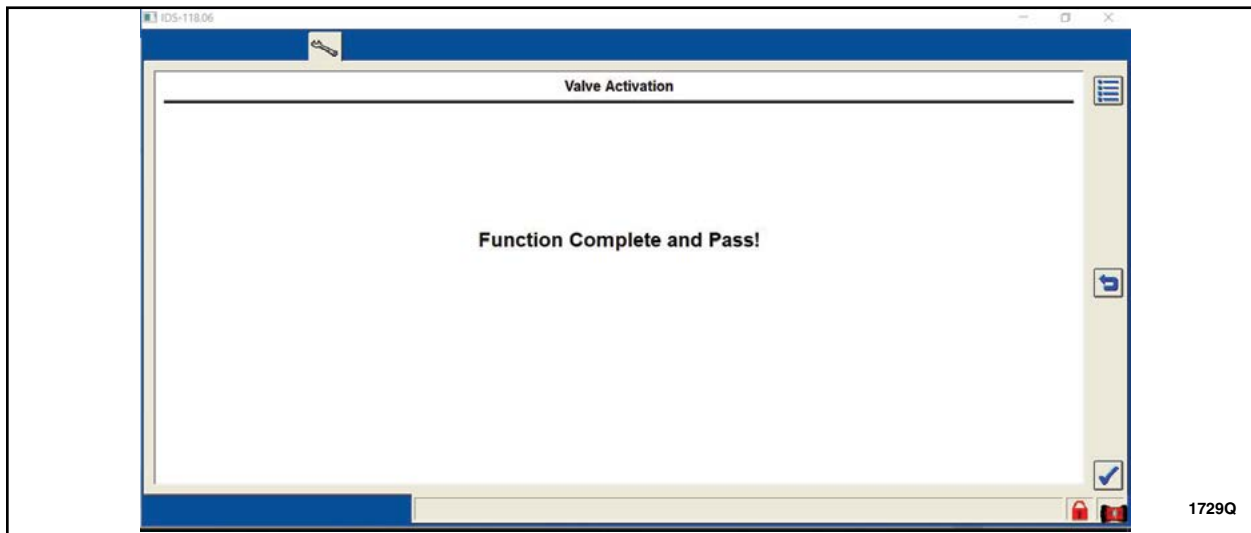 IDS-118.06
Valve Activation
Function Complete and Pass!
1729Q